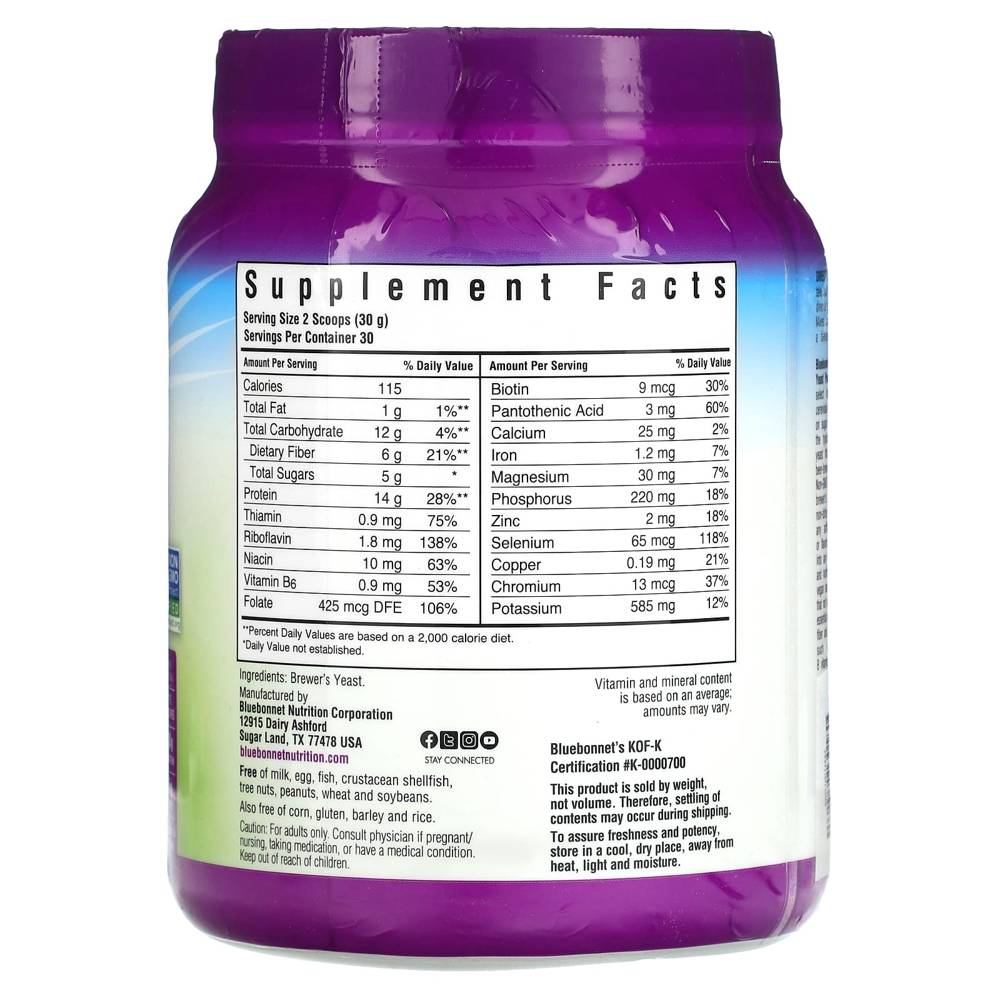 Supplement Facts
Serving Size 2 Scoops (30 g)
Servings Per Container 30
Amount Per Serving % Daily Value
Calories 115
Total Fat 1 g 1%**
Total Carbohydrate 12 g 4%**
Dietary Fiber 6 g 21%**
Total Sugars 5 g *
Protein 14 g 28%**
Thiamin 0.9 mg 75%
Riboflavin 1.8 mg 138%
Niacin 10 mg 63%
Vitamin B6 0.9 mg 53%
Folate 425 mcg DFE 106%
Amount Per Serving % Daily Value
Biotin 9 mcg 30%
Pantothenic Acid 3 mg 60%
Calcium 25 mg 2%
Iron 1.2 mg 7%
Magnesium 30 mg 7%
Phosphorus 220 mg 18%
Zinc 2 mg 18%
Selenium 65 mcg 118%
Copper 0.19 mg 21%
Chromium 13 mcg 37%
Potassium 585 mg 12%
**Percent Daily Values are based on a 2,000 calorie diet.
*Daily Value not established.
Ingredients: Brewer's Yeast.
Manufactured by
Bluebonnet Nutrition Corporation
12915 Dairy Ashford
Sugar Land, TX 77478 USA
bluebonnetnutrition.com
STAY CONNECTED
Free of milk, egg, fish, crustacean shellfish,
tree nuts, peanuts, wheat and soybeans.
Also free of corn, gluten, barley and rice.
Caution: For adults only. Consult physician if pregnant/
nursing, taking medication, or have a medical condition.
Keep out of reach of children.
Vitamin and mineral content
is based on an average;
amounts may vary.
Bluebonnet's KOF-K
Certification #K-0000700
This product is sold by weight,
not volume. Therefore, settling of
contents may occur during shipping.
To assure freshness and potency,
store in a cool, dry place, away from
heat, light and moisture.